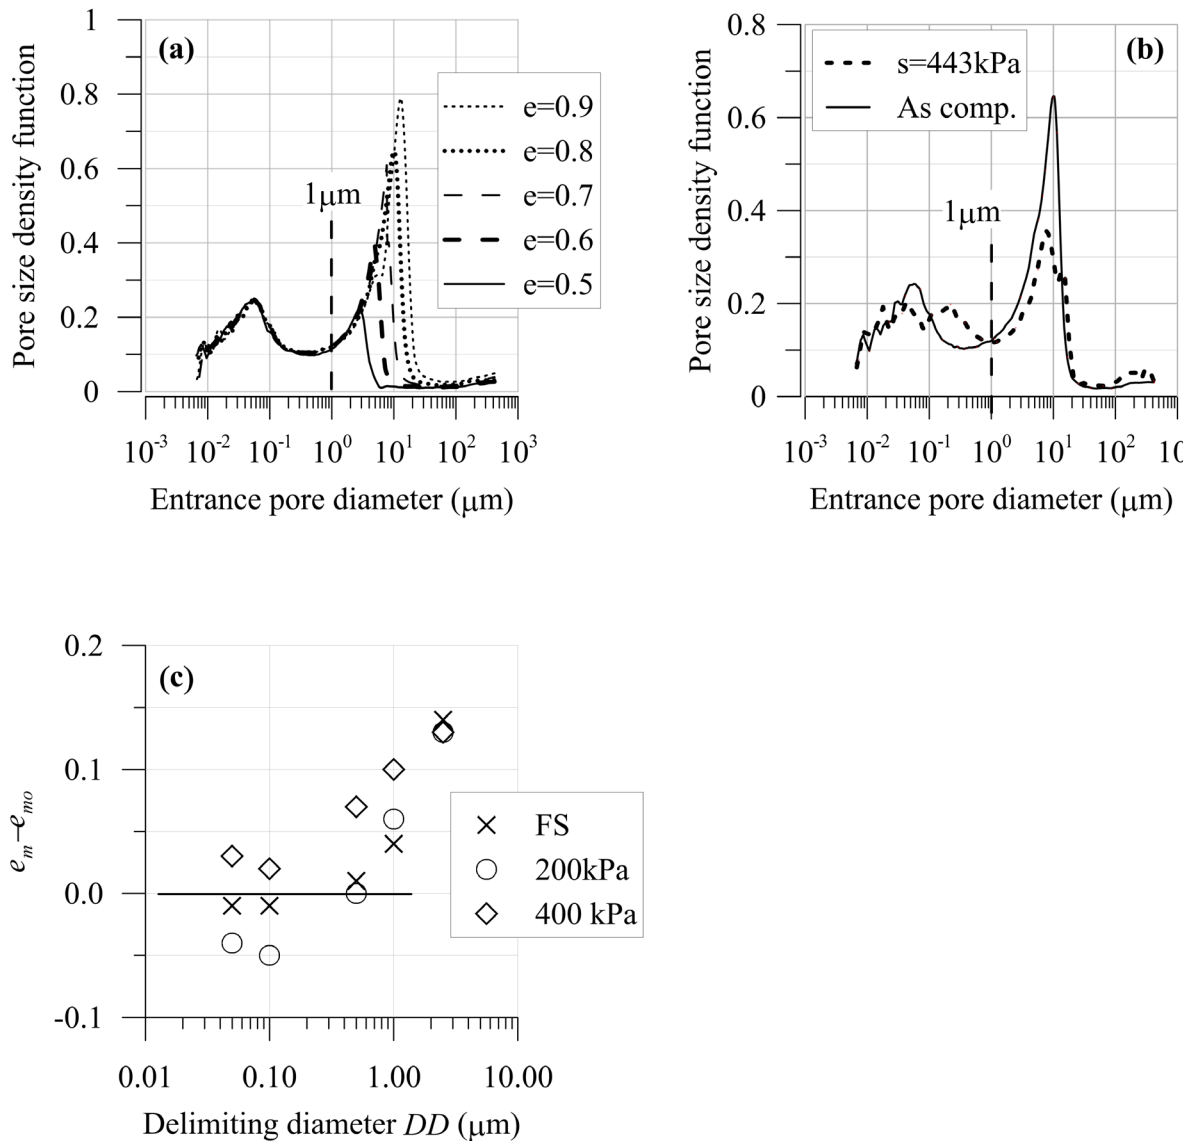 (a)
1
0.8
0.6
0.4
0.2
0
Pore size density function
1μm
e=0.9
e=0.8
e=0.7
e=0.6
e=0.5
10⁻³ 10⁻² 10⁻¹ 10⁰ 10¹ 10² 10³
Entrance pore diameter (μm)
(b)
0.8
0.6
0.4
0.2
0
Pore size density function
s=443kPa
As comp.
1μm
10⁻³ 10⁻² 10⁻¹ 10⁰ 10¹ 10² 10
Entrance pore diameter (μm)
(c)
0.2
0.1
0.0
-0.1
eₘ–eₘₒ
FS
200kPa
400 kPa
0.01 0.10 1.00 10.00
Delimiting diameter DD (μm)